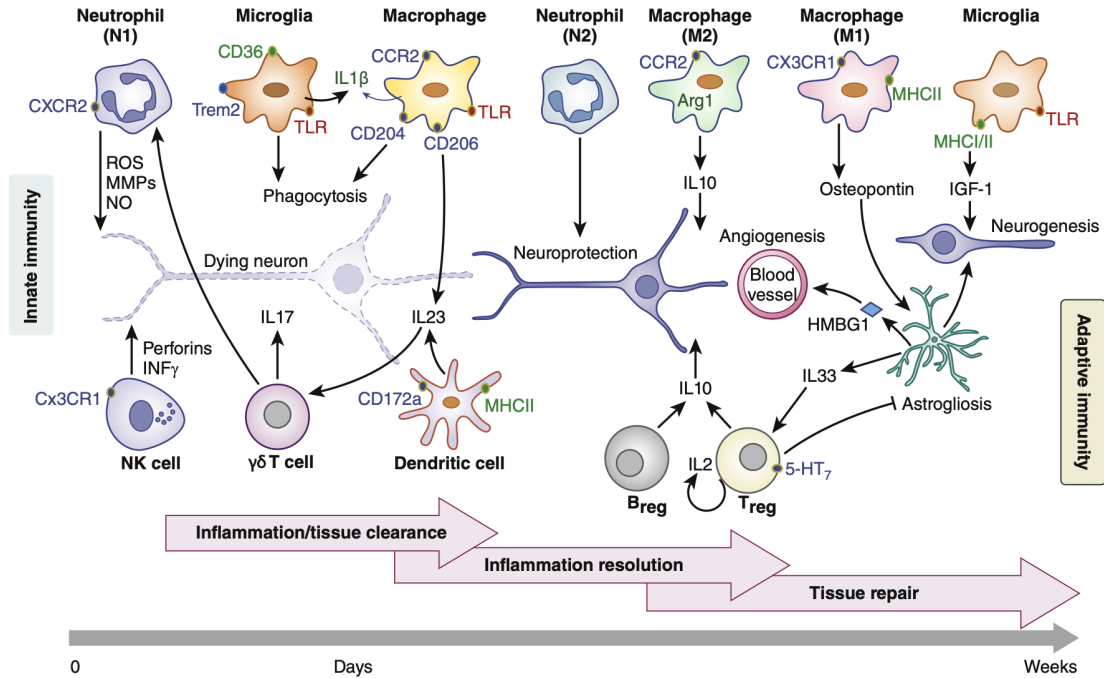 Neutrophil
(N1)
Microglia
Macrophage
Neutrophil
(N2)
Macrophage
(M2)
Macrophage
(M1)
Microglia
CD36
CCR2
CCR2
CX3CR1
IL1β
CXCR2
Trem2
TLR
TLR
Arg1
MHCII
TLR
CD204
CD206
MHCI/II
ROS
MMPs
NO
Phagocytosis
IL10
Osteopontin
IGF-1
Innate immunity
Neurogenesis
Angiogenesis
Dying neuron
Neuroprotection
Blood
vessel
IL17
IL23
HMBG1
Perforins
INFγ
IL10
IL33
Cx3CR1
CD172a
MHCII
Astrogliosis
Adaptive immunity
NK cell
γδ T cell
Dendritic cell
IL2
5-HT7
Breg
Treg
Inflammation/tissue clearance
Inflammation resolution
Tissue repair
0
Days
Weeks